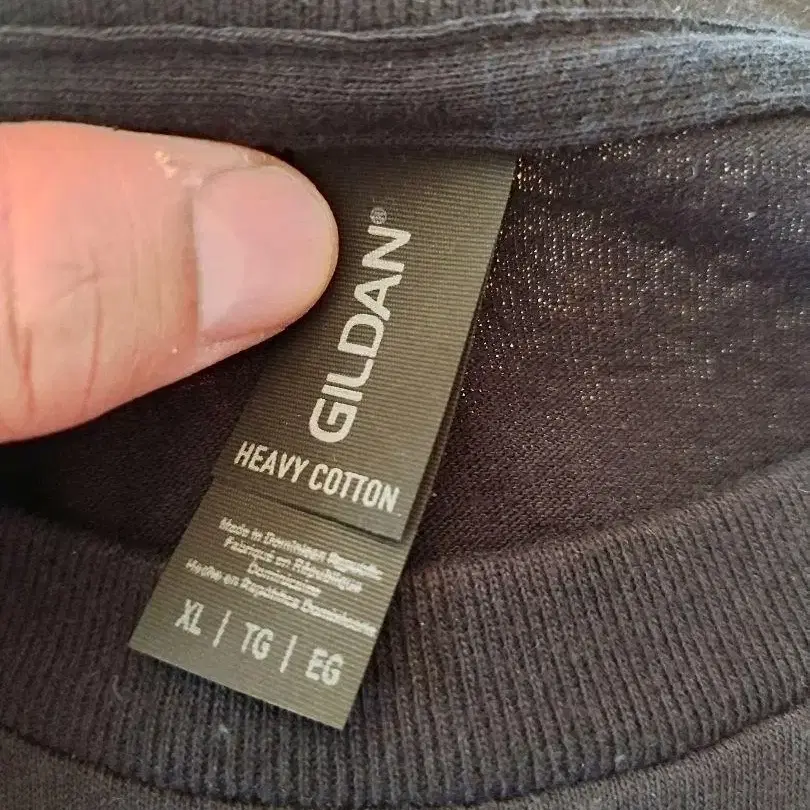 GILDAN®
HEAVY COTTON
Made in Dominican Republic
Fabriqué en République
Dominicaine
Hecho en República Dominicana
XL | TG | EG